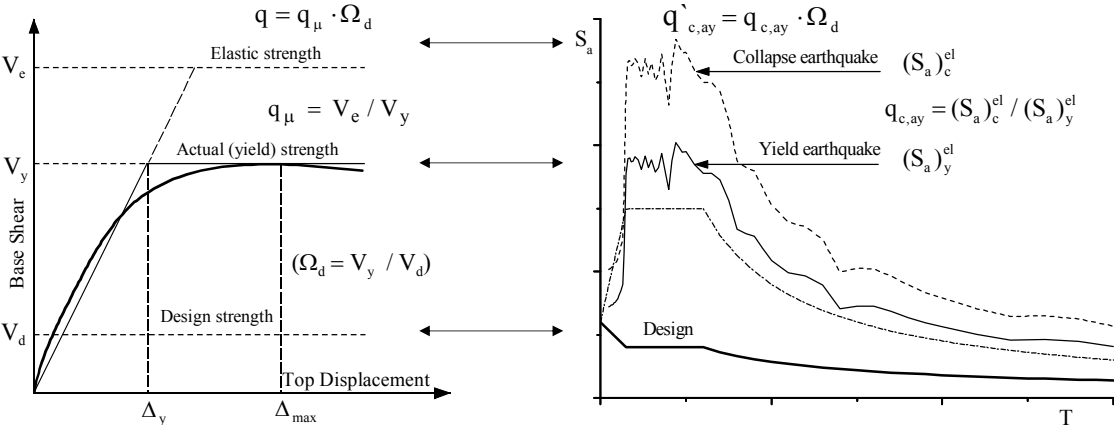 q = q_μ · Ω_d
V_e
Elastic strength
q_μ = V_e / V_y
V_y
Actual (yield) strength
Base Shear
(Ω_d = V_y / V_d)
Design strength
V_d
Top Displacement
Δ_y
Δ_max
q`_c,ay = q_c,ay · Ω_d
S_a
Collapse earthquake
(S_a)_c^el
q_c,ay = (S_a)_c^el / (S_a)_y^el
Yield earthquake
(S_a)_y^el
Design
T